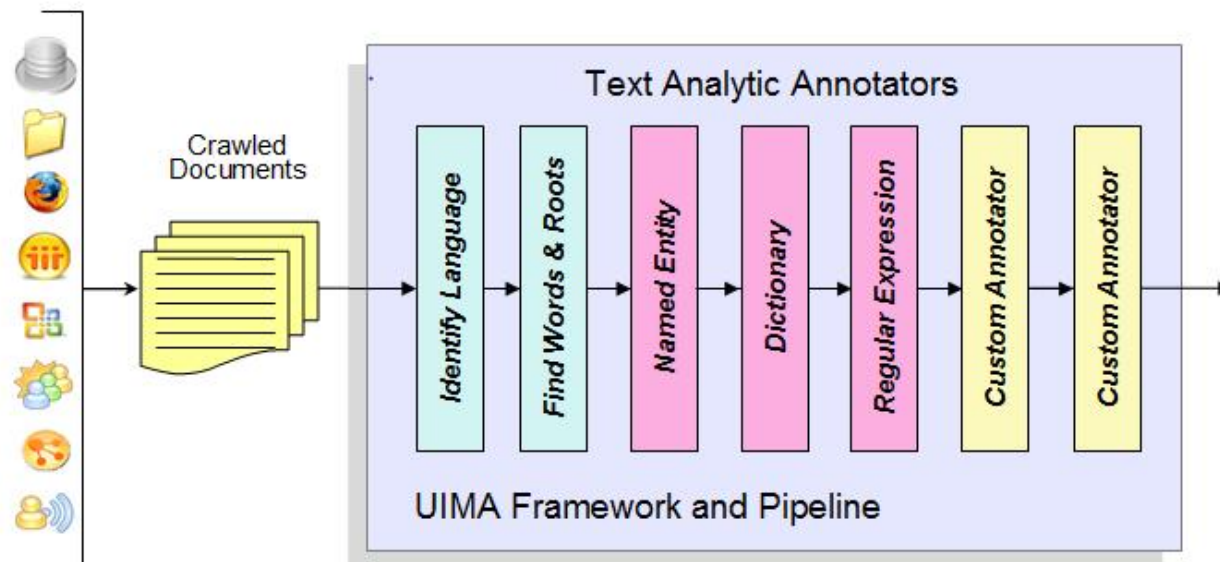 Text Analytic Annotators
Crawled
Documents
Identify Language
Find Words & Roots
Named Entity
Dictionary
Regular Expression
Custom Annotator
Custom Annotator
UIMA Framework and Pipeline